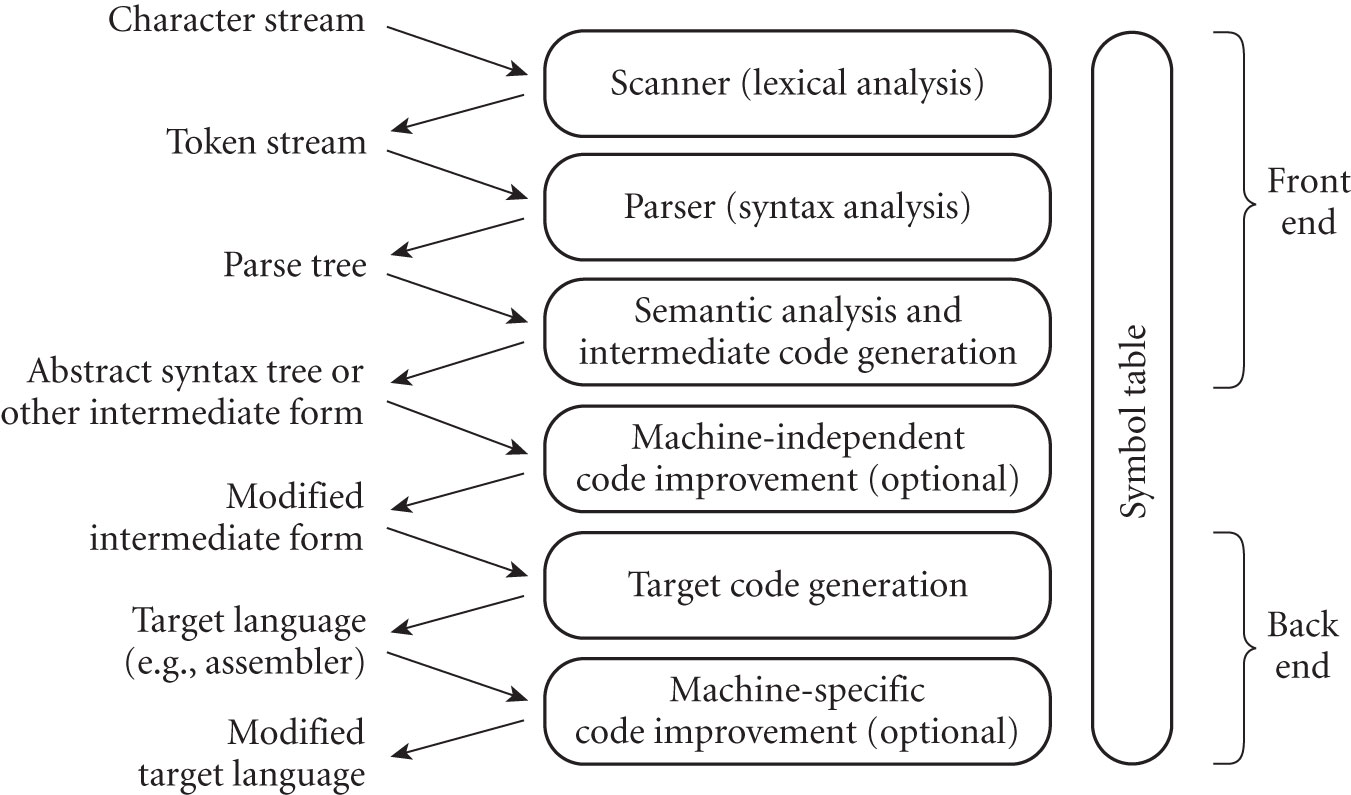 Character stream
Scanner (lexical analysis)
Token stream
Parser (syntax analysis)
Parse tree
Semantic analysis and
intermediate code generation
Abstract syntax tree or
other intermediate form
Machine-independent
code improvement (optional)
Modified
intermediate form
Target code generation
Target language
(e.g., assembler)
Machine-specific
code improvement (optional)
Modified
target language
Symbol table
Front
end
Back
end